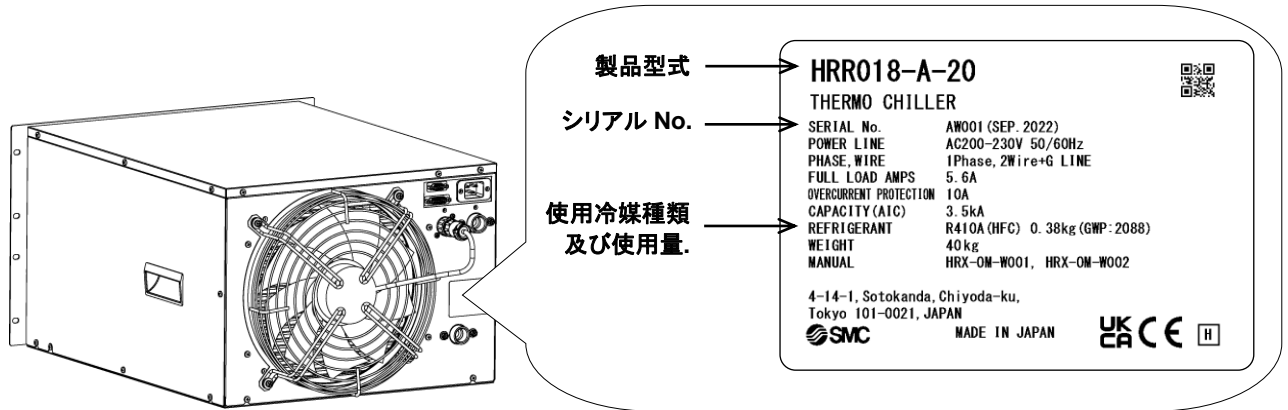 製品型式
シリアル No.
使用冷媒種類
及び使用量.
HRR018-A-20
THERMO CHILLER
SERIAL No. AW001(SEP.2022)
POWER LINE AC200-230V 50/60Hz
PHASE,WIRE 1Phase,2Wire+G LINE
FULL LOAD AMPS 5.6A
OVERCURRENT PROTECTION 10A
CAPACITY(AIC) 3.5kA
REFRIGERANT R410A(HFC) 0.38kg(GWP:2088)
WEIGHT 40kg
MANUAL HRX-OM-W001, HRX-OM-W002
4-14-1, Sotokanda, Chiyoda-ku,
Tokyo 101-0021, JAPAN
SMC MADE IN JAPAN UK CA CE H